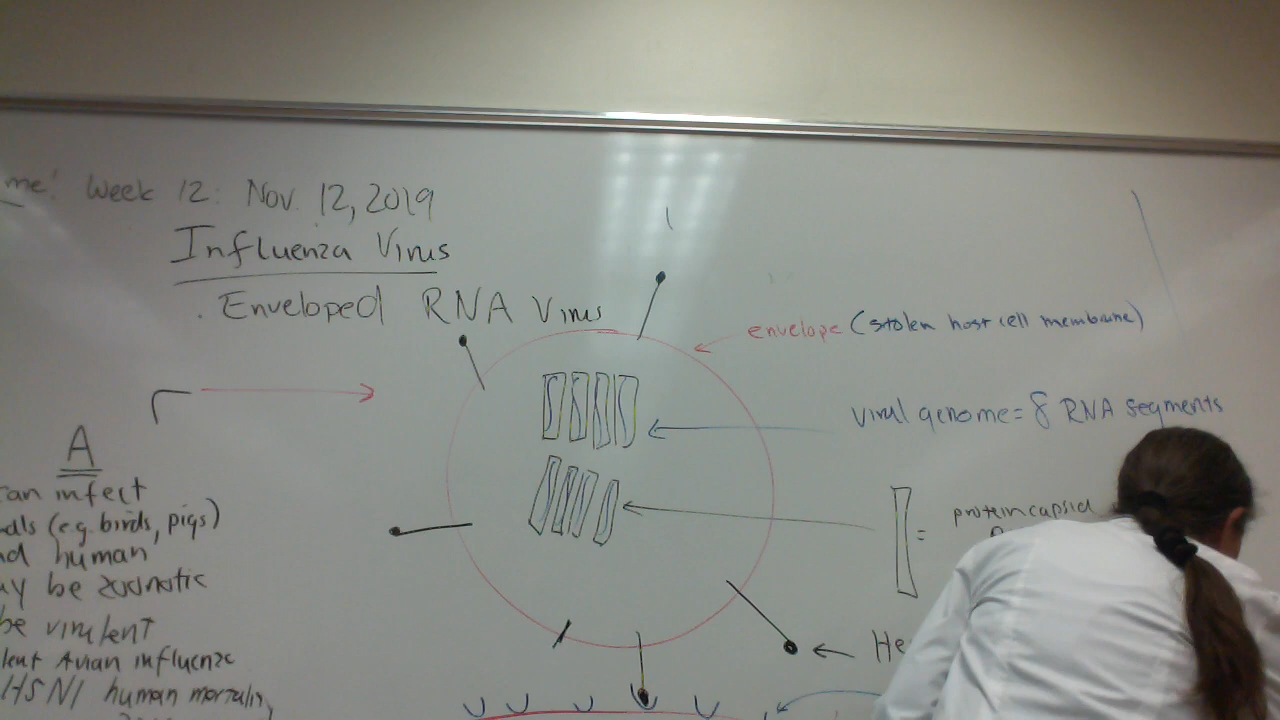 me! Week 12: Nov. 12, 2019
Influenza Virus
. Enveloped RNA Virus
envelope (stolen host cell membrane)
viral genome = 8 RNA segments
= protein capsid
He
A
can infect
als (e.g. birds, pigs)
nd human
ay be zoonotic
be virulent
lent Avian influenza
H5N1 human mortality